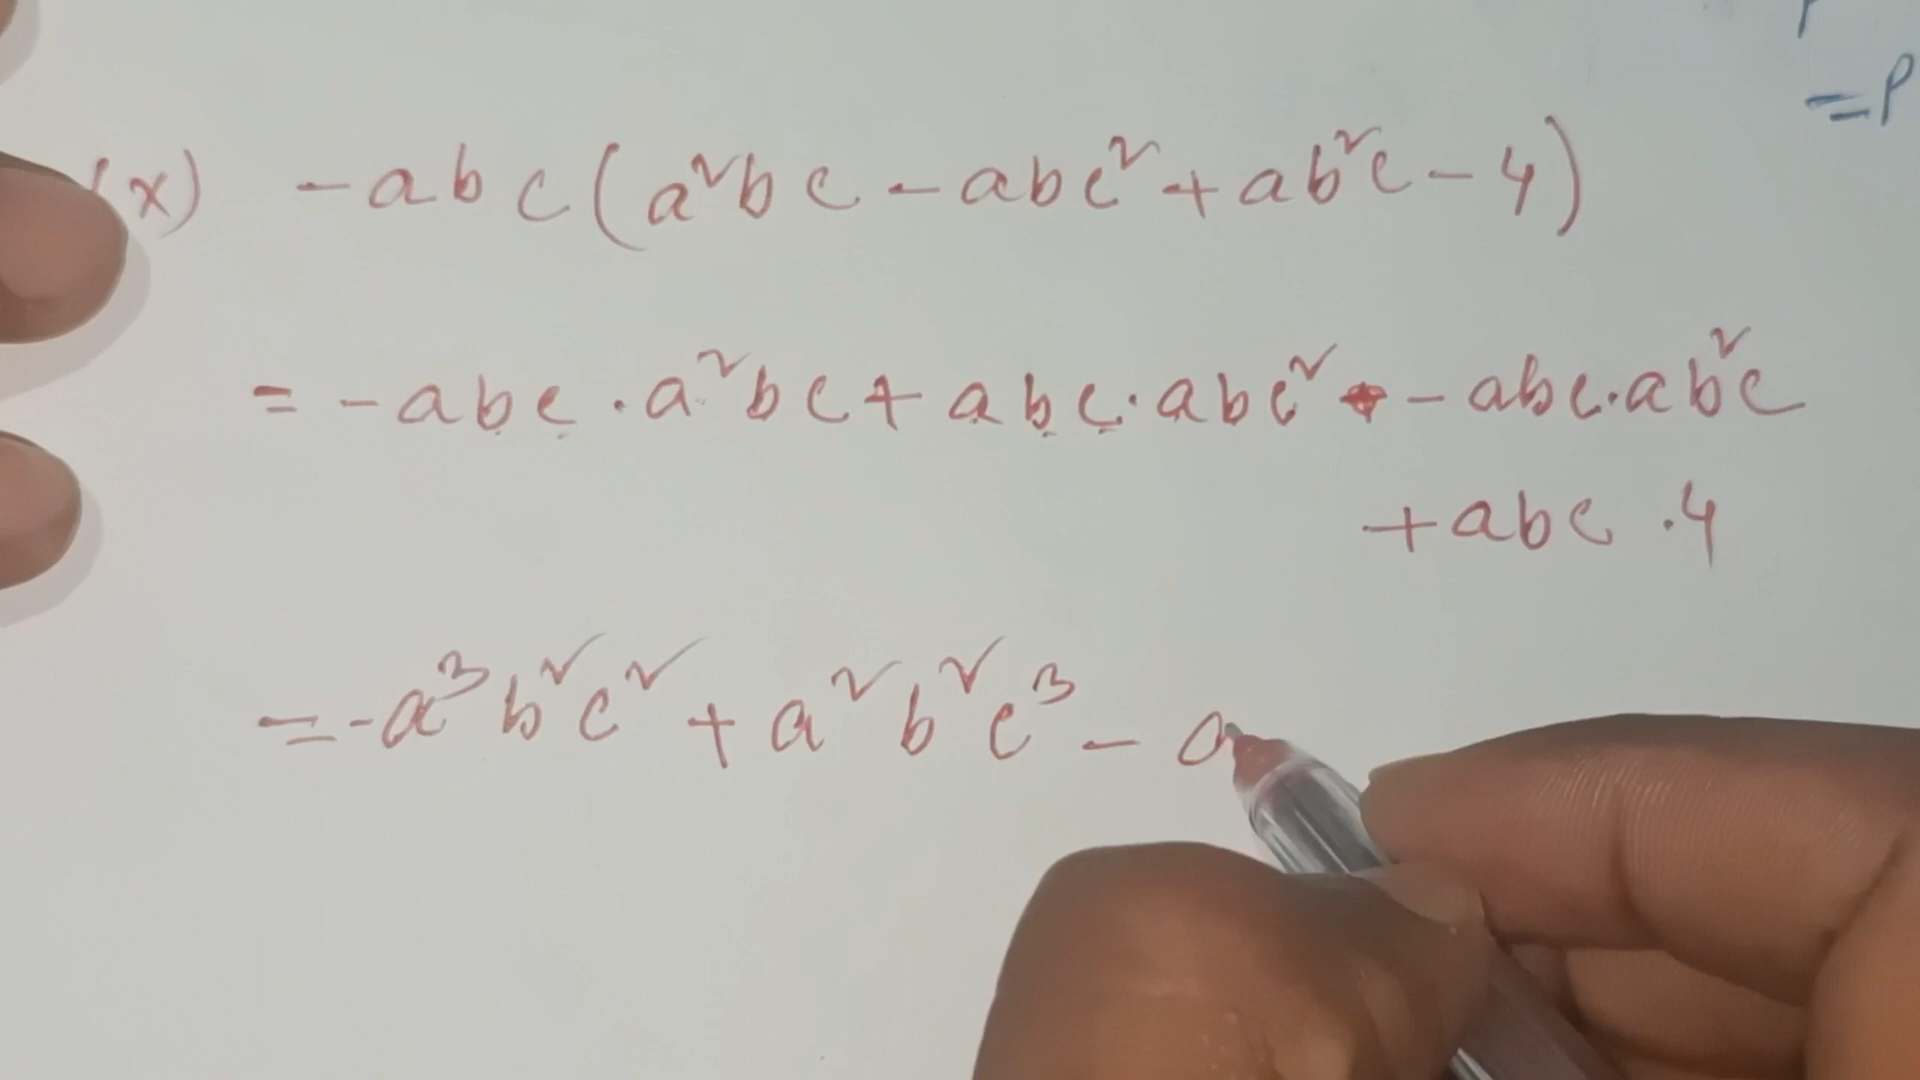 = P
(x) -abc(a²bc - abc² + ab²c - 4)
= -abc · a²bc + abc · abc² - abc · ab²c
+ abc · 4
= -a³b²c² + a²b²c³ - a